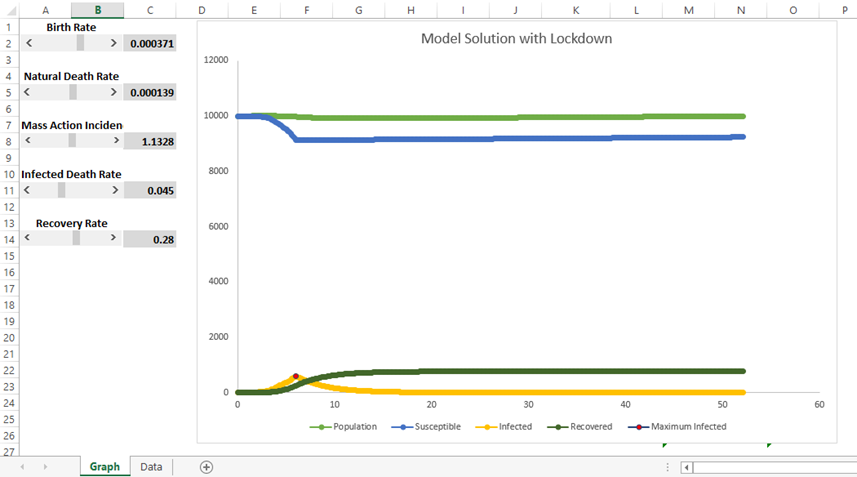 A B C D E F G H I J K L M N O P
1 Birth Rate
2 < > 0.000371
3
4 Natural Death Rate
5 < > 0.000139
6
7 Mass Action Inciden
8 < > 1.1328
9
10 Infected Death Rate
11 < > 0.045
12
13 Recovery Rate
14 < > 0.28
15
16
17
18
19
20
21
22
23
24
25
26
27
Model Solution with Lockdown
12000
10000
8000
6000
4000
2000
0
0 10 20 30 40 50 60
Population Susceptible Infected Recovered Maximum Infected
Graph Data